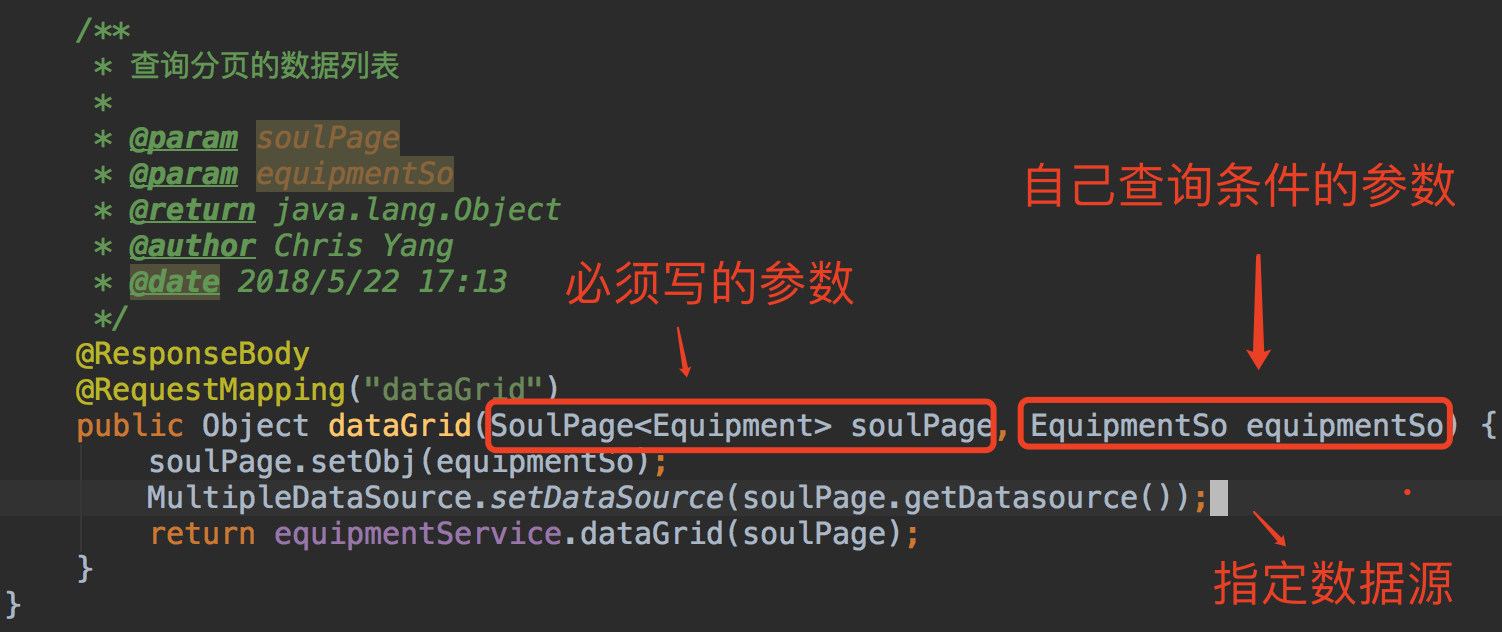 /**
* 查询分页的数据列表
*
* @param soulPage
* @param equipmentSo
* @return java.lang.Object
* @author Chris Yang
* @date 2018/5/22 17:13
*/
自己查询条件的参数
必须写的参数
@ResponseBody
@RequestMapping("dataGrid")
public Object dataGrid(SoulPage<Equipment> soulPage, EquipmentSo equipmentSo) {
soulPage.setObj(equipmentSo);
MultipleDataSource.setDataSource(soulPage.getDatasource());
return equipmentService.dataGrid(soulPage);
}
指定数据源
}